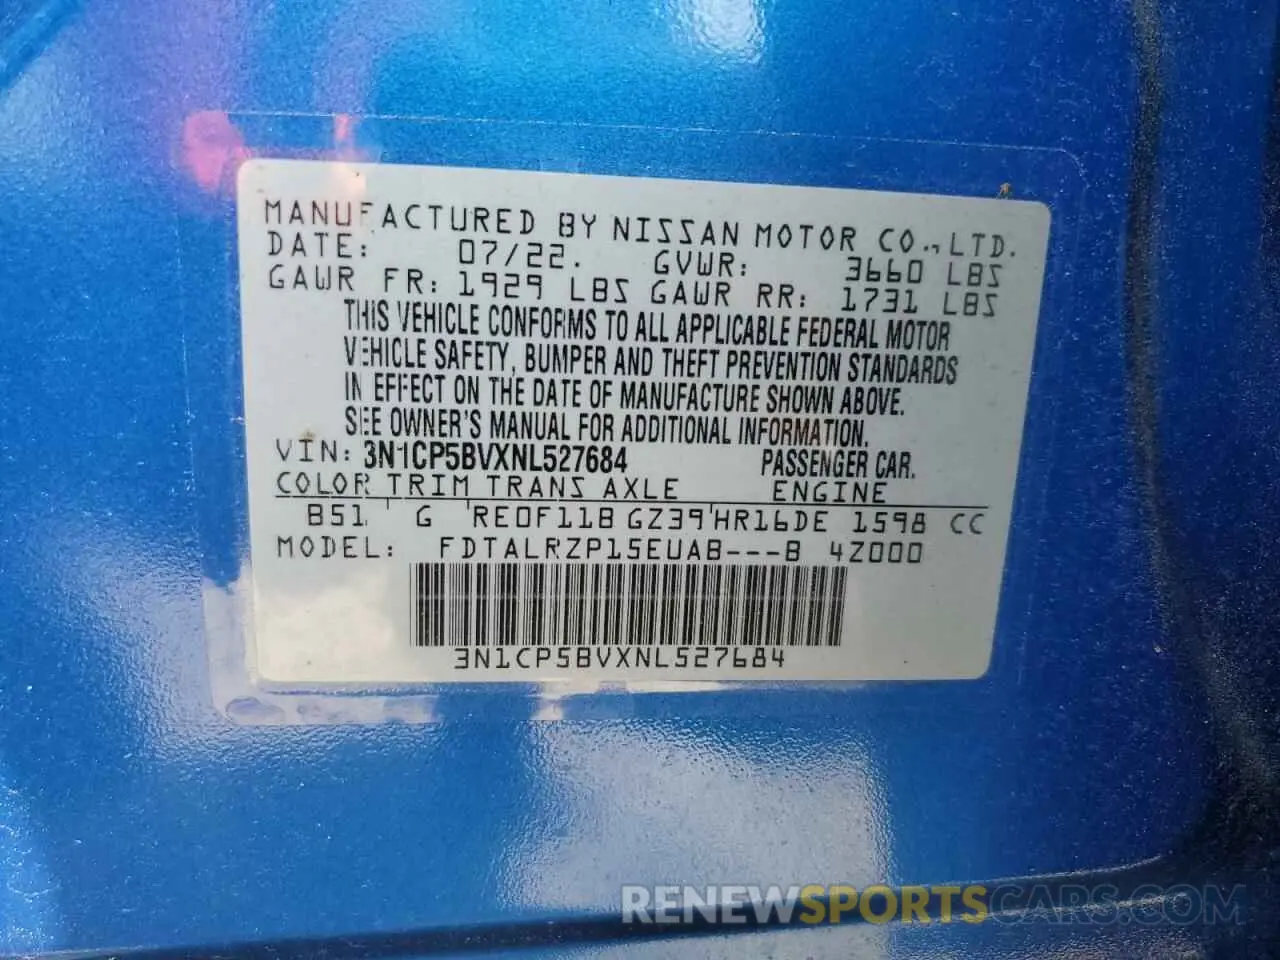 MANUFACTURED BY NISSAN MOTOR CO., LTD.
DATE: 07/22. GVWR: 3660 LBS
GAWR FR: 1929 LBS GAWR RR: 1731 LBS
THIS VEHICLE CONFORMS TO ALL APPLICABLE FEDERAL MOTOR
VEHICLE SAFETY, BUMPER AND THEFT PREVENTION STANDARDS
IN EFFECT ON THE DATE OF MANUFACTURE SHOWN ABOVE.
SEE OWNER'S MANUAL FOR ADDITIONAL INFORMATION.
VIN: 3N1CP5BVXNL527684 PASSENGER CAR.
COLOR TRIM TRANS AXLE ENGINE
B51 G RE0F11B GZ39 HR16DE 1598 CC
MODEL: FDTALRZP15EUAB---B 4Z000
3N1CP5BVXNL527684
RENEWSPORTSCARS.COM